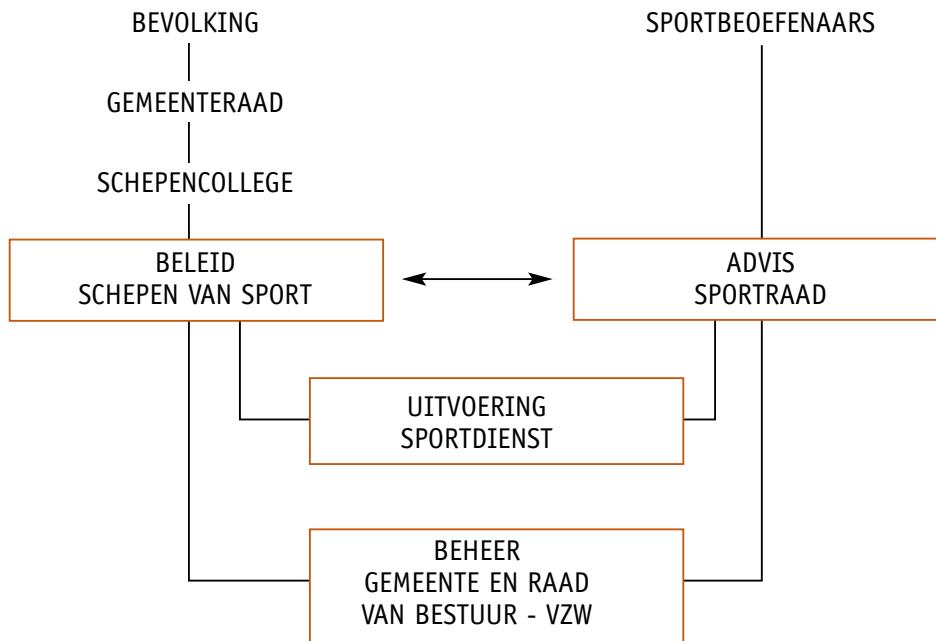 BEVOLKING
SPORTBEOEFENAARS
GEMEENTERAAD
SCHEPENCOLLEGE
BELEID
SCHEPEN VAN SPORT
ADVIS
SPORTRAAD
UITVOERING
SPORTDIENST
BEHEER
GEMEENTE EN RAAD
VAN BESTUUR - VZW